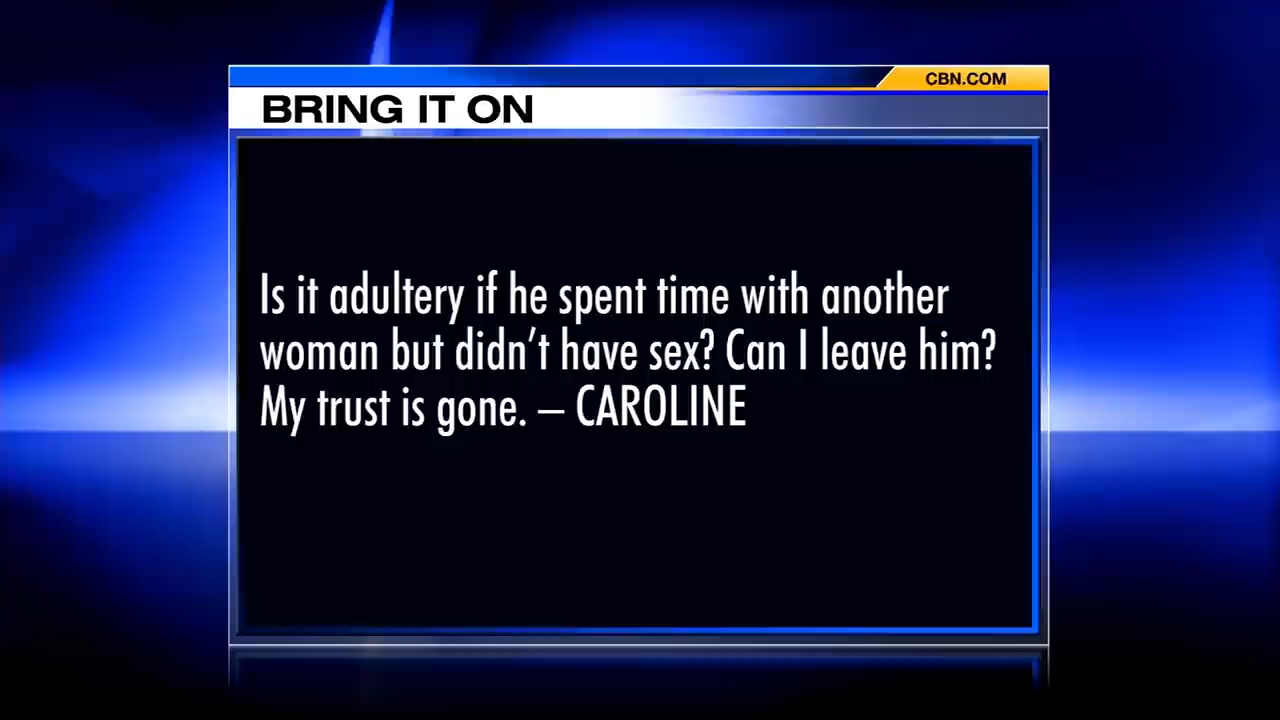 CBN.COM
BRING IT ON
Is it adultery if he spent time with another
woman but didn’t have sex? Can I leave him?
My trust is gone. – CAROLINE